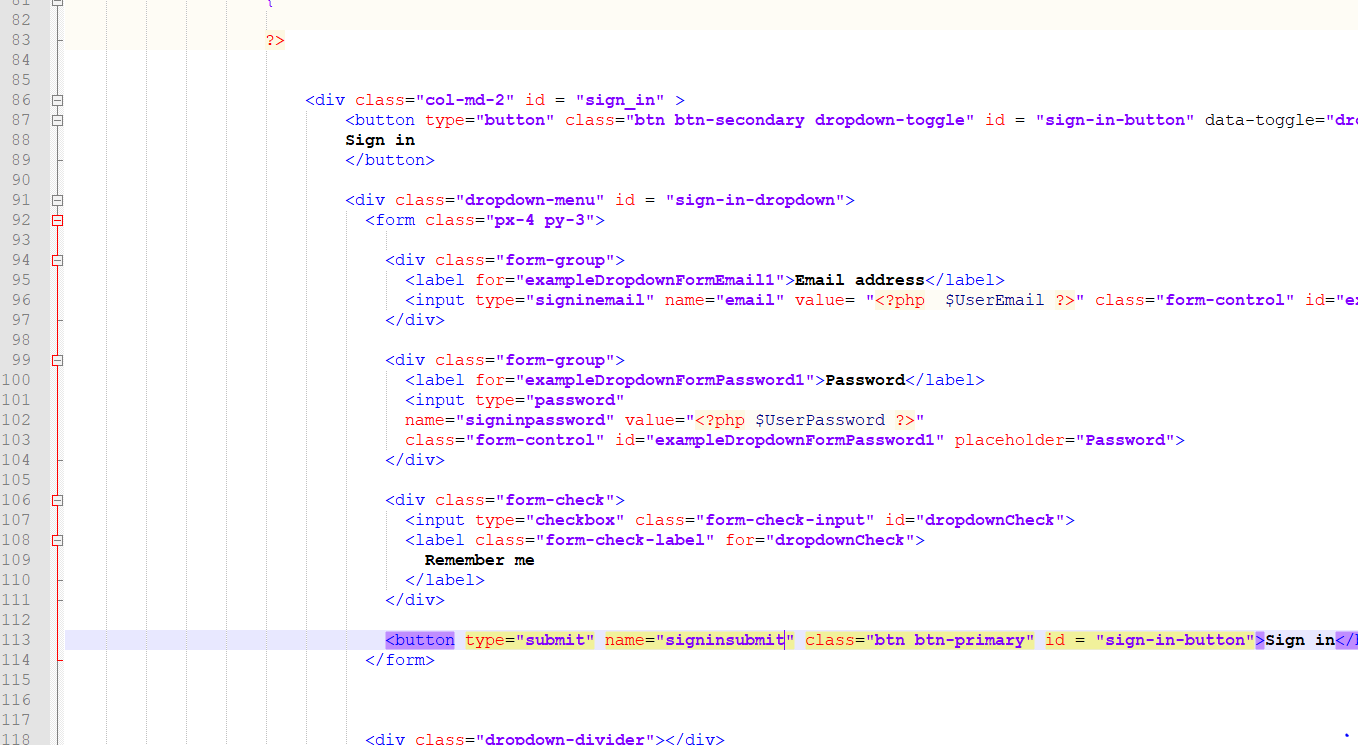 81 {
82
83 ?>
84
85
86 <div class="col-md-2" id = "sign_in" >
87 <button type="button" class="btn btn-secondary dropdown-toggle" id = "sign-in-button" data-toggle="dro
88 Sign in
89 </button>
90
91 <div class="dropdown-menu" id = "sign-in-dropdown">
92 <form class="px-4 py-3">
93
94 <div class="form-group">
95 <label for="exampleDropdownFormEmail1">Email address</label>
96 <input type="signinemail" name="email" value= "<?php  $UserEmail ?>" class="form-control" id="ex
97 </div>
98
99 <div class="form-group">
100 <label for="exampleDropdownFormPassword1">Password</label>
101 <input type="password"
102 name="signinpassword" value="<?php $UserPassword ?>"
103 class="form-control" id="exampleDropdownFormPassword1" placeholder="Password">
104 </div>
105
106 <div class="form-check">
107 <input type="checkbox" class="form-check-input" id="dropdownCheck">
108 <label class="form-check-label" for="dropdownCheck">
109 Remember me
110 </label>
111 </div>
112
113 <button type="submit" name="signinsubmit" class="btn btn-primary" id = "sign-in-button">Sign in</
114 </form>
115
116
117
118 <div class="dropdown-divider"></div>